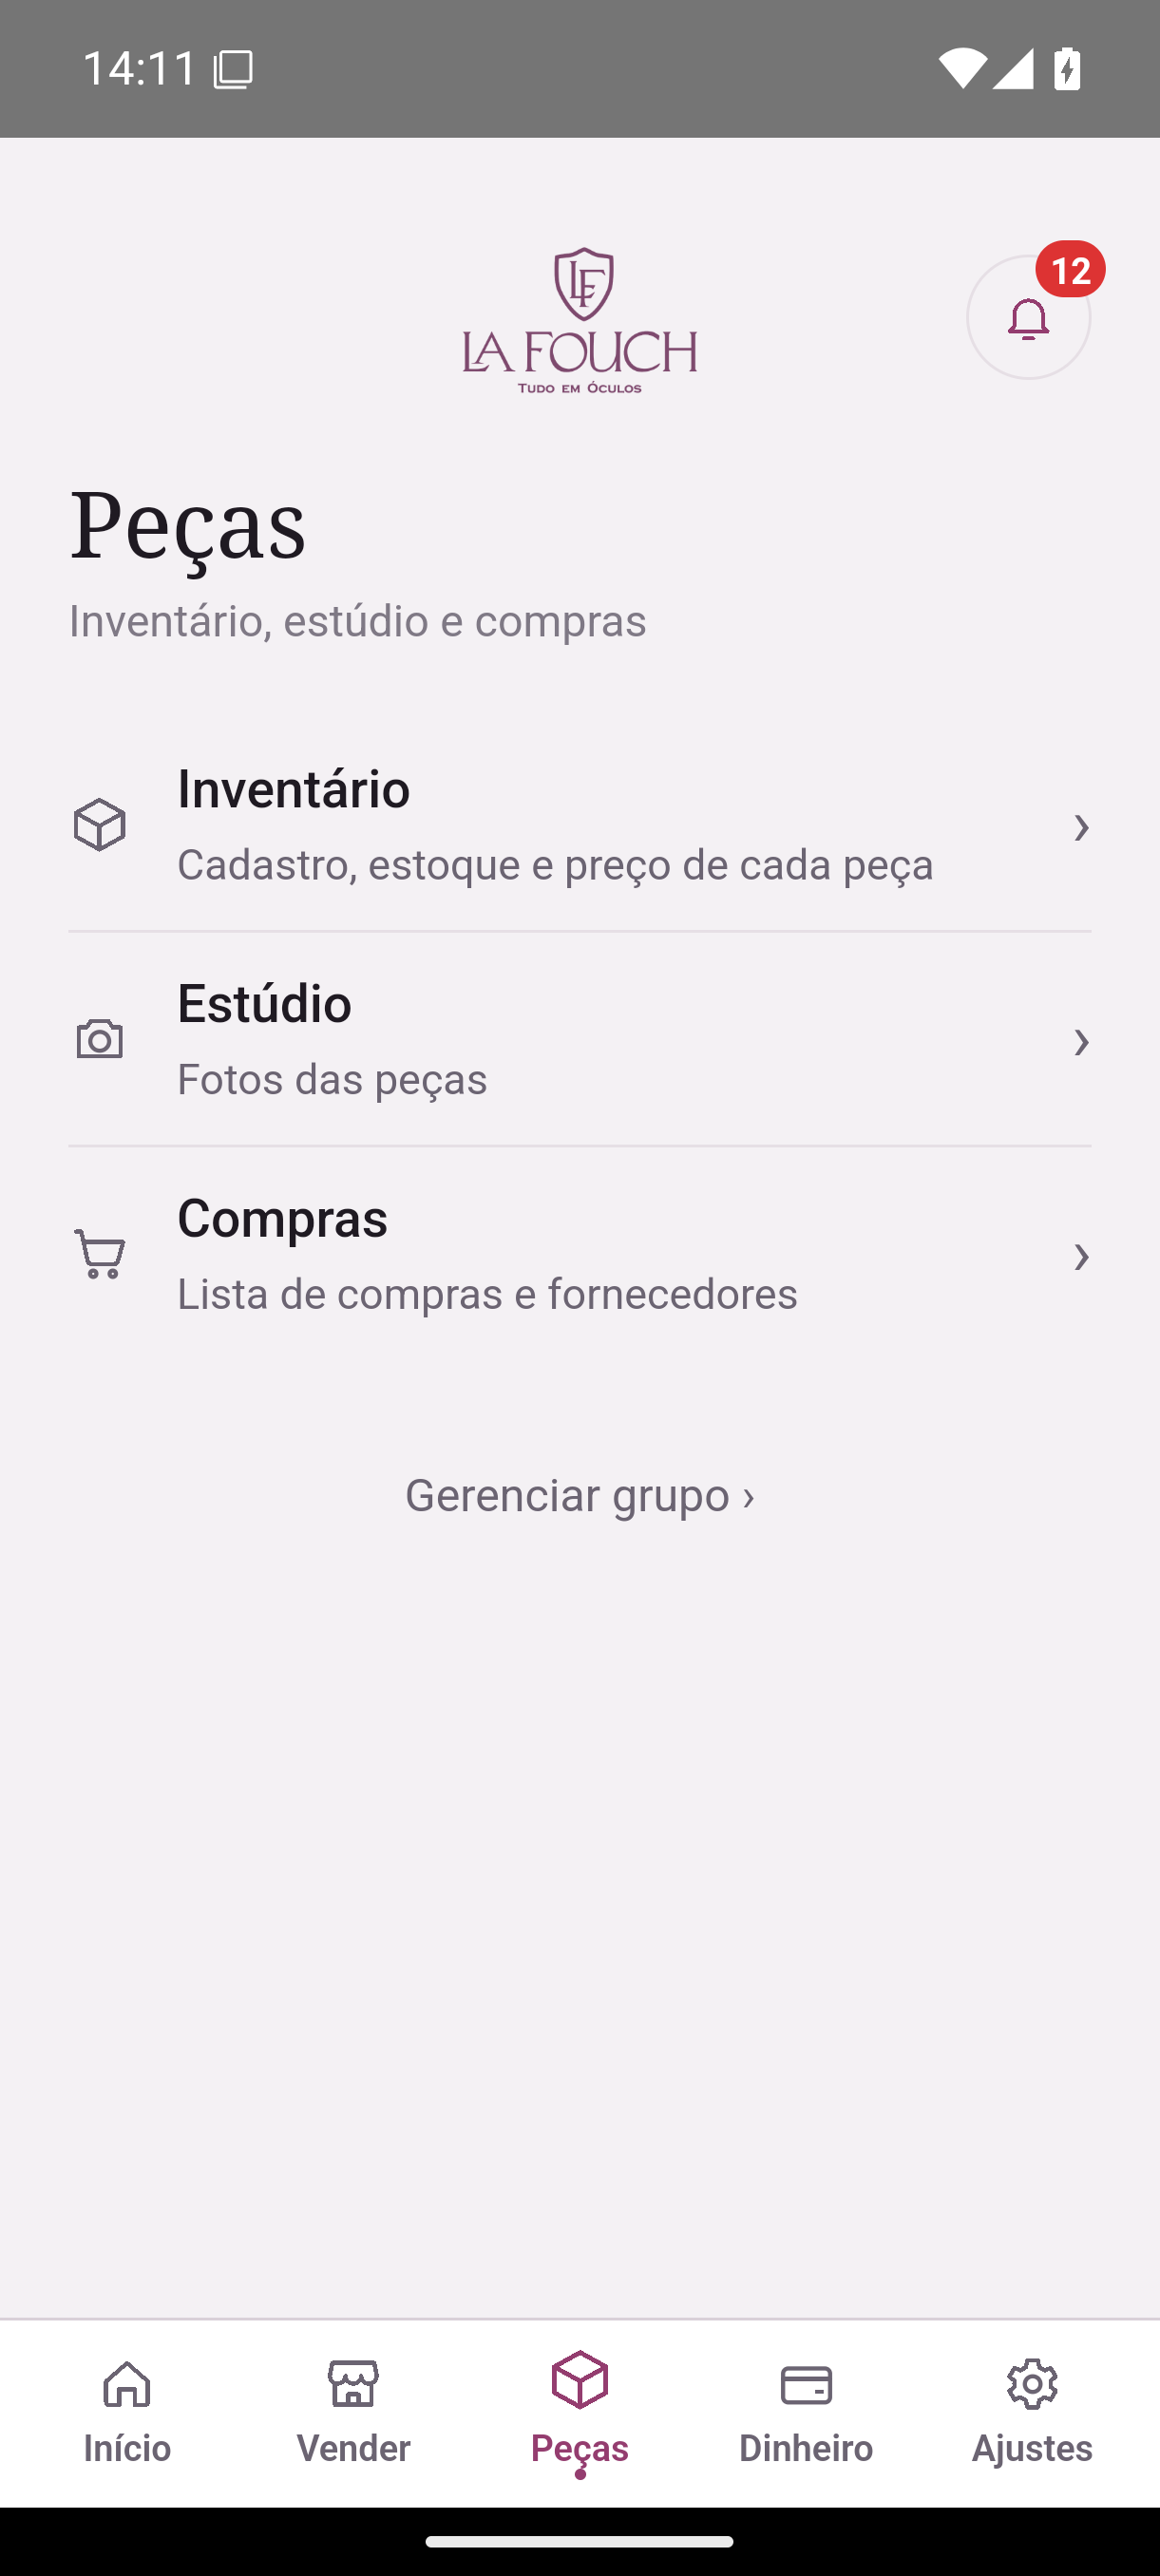 14:11
LF
LA FOUCH
TUDO EM ÓCULOS
12
Peças
Inventário, estúdio e compras
Inventário
Cadastro, estoque e preço de cada peça
›
Estúdio
Fotos das peças
›
Compras
Lista de compras e fornecedores
›
Gerenciar grupo ›
Início
Vender
Peças
Dinheiro
Ajustes